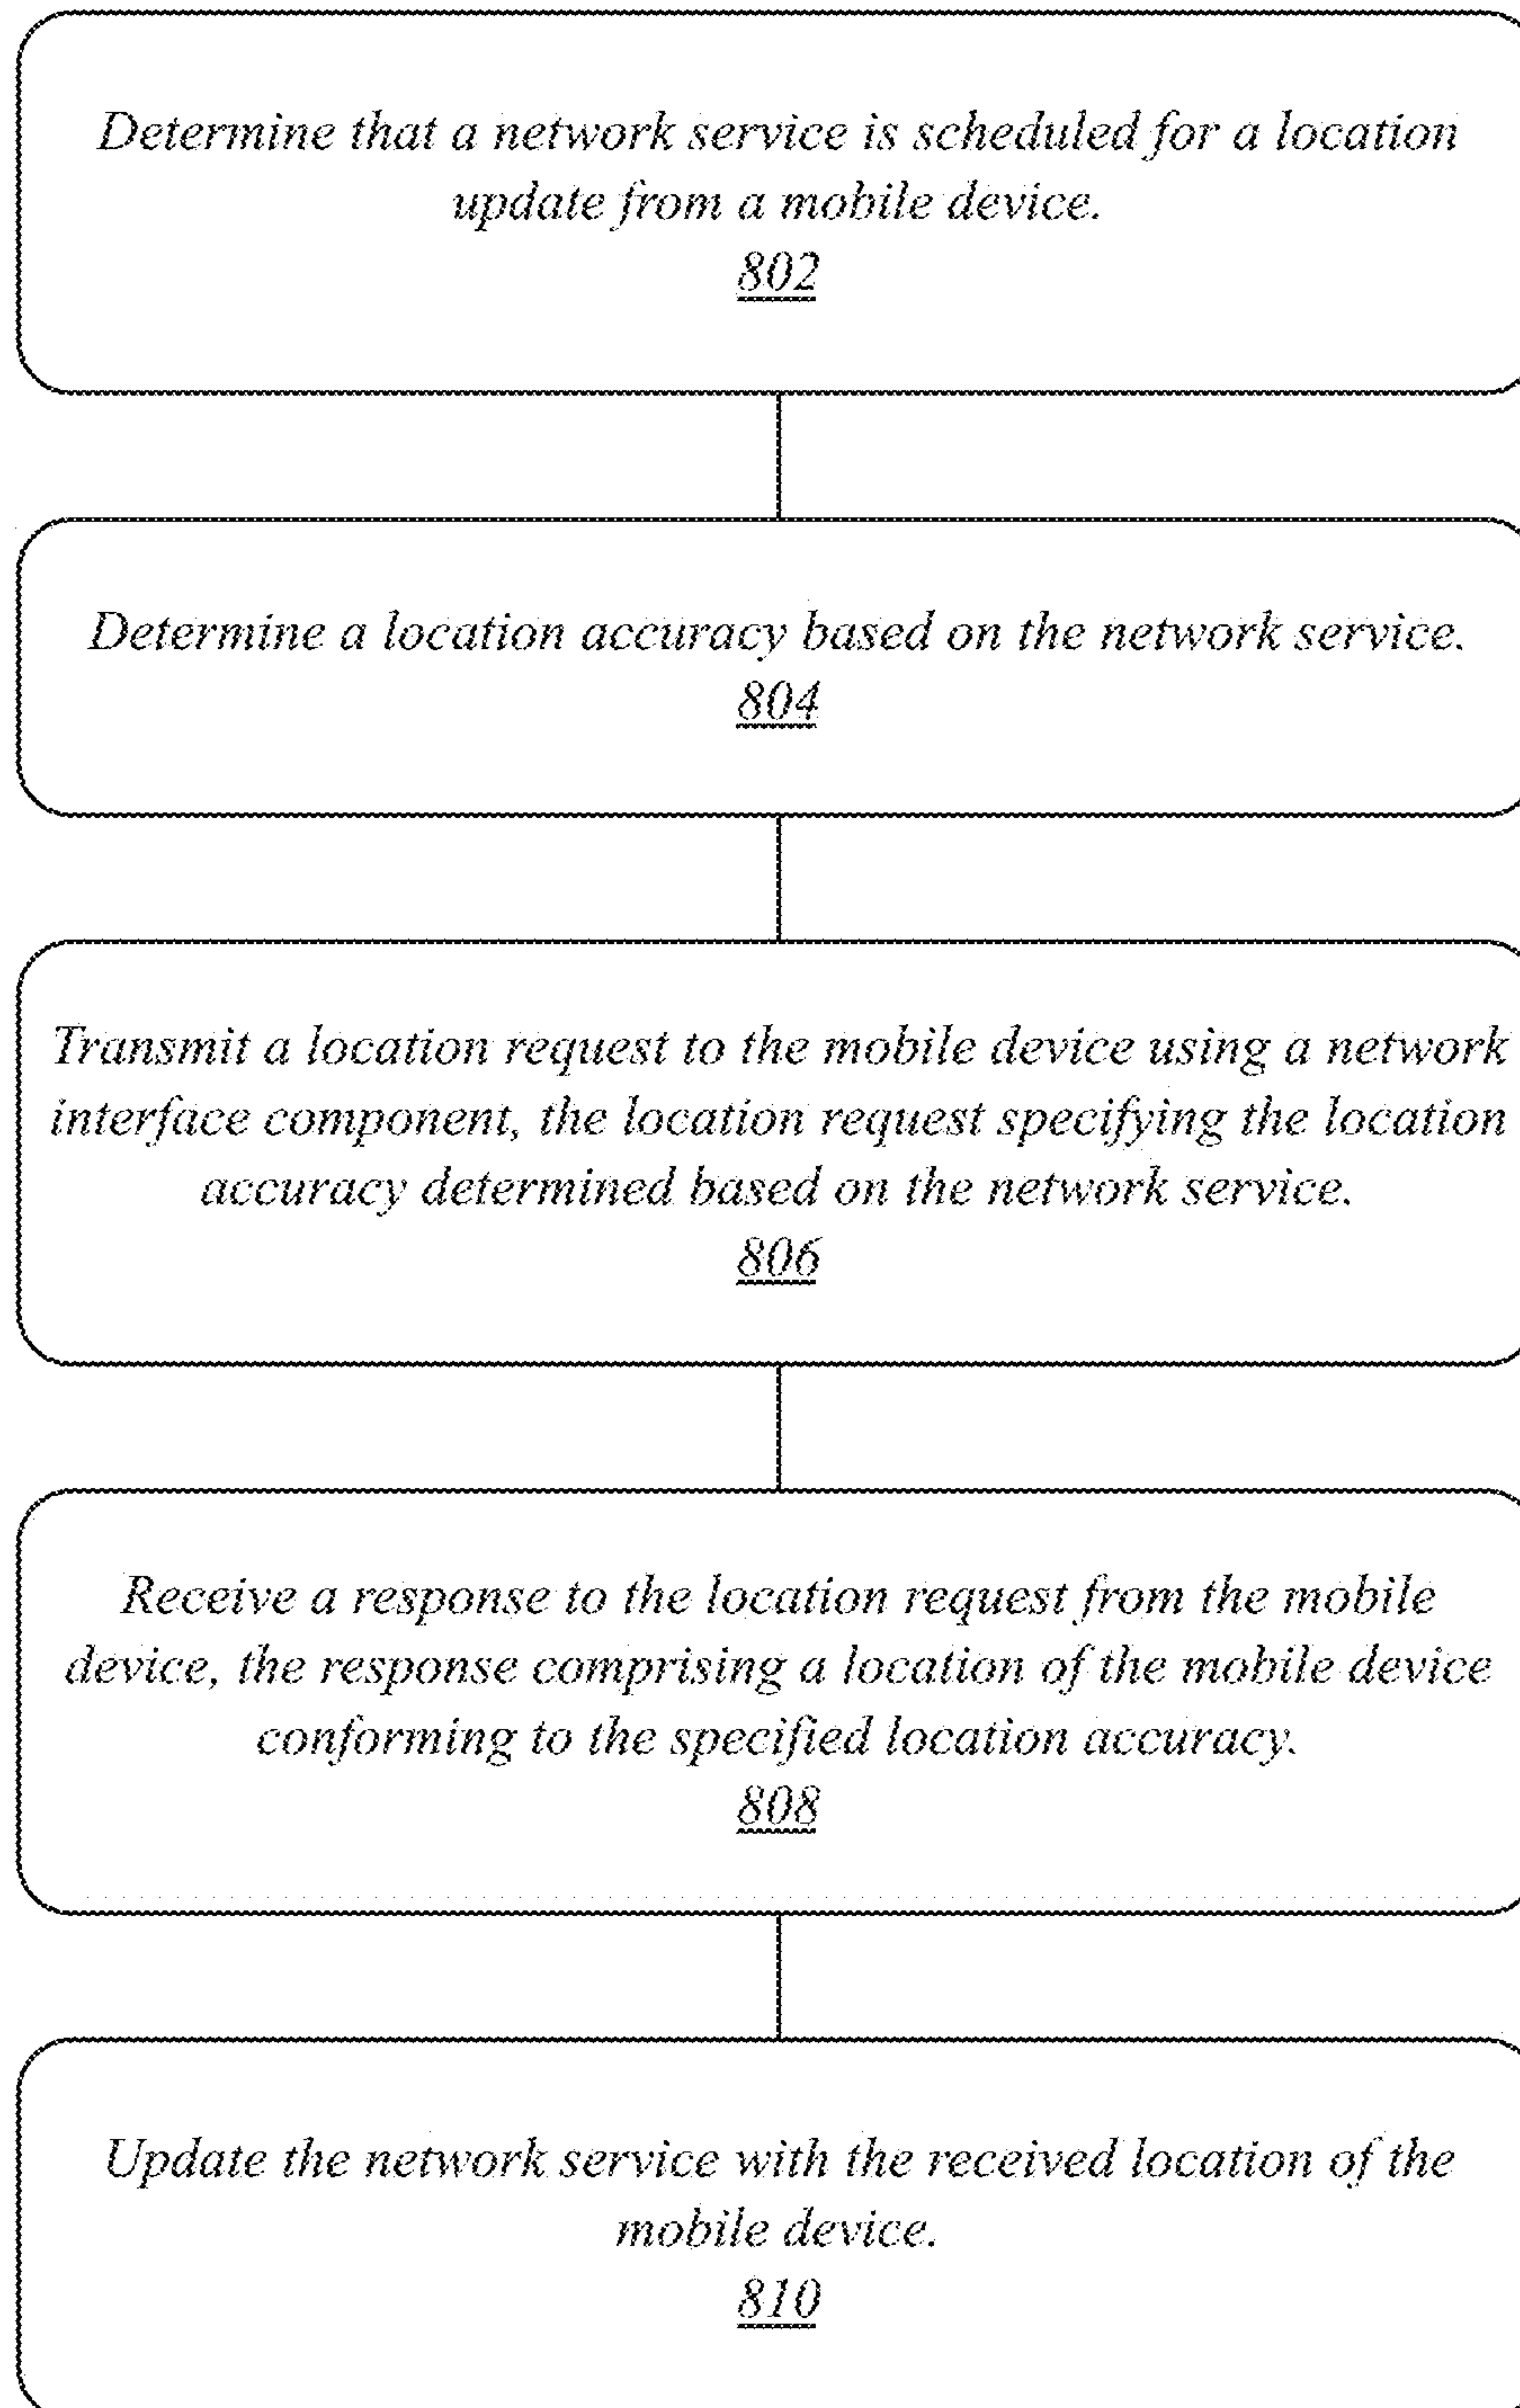 Determine that a network service is scheduled for a location
update from a mobile device.
802
Determine a location accuracy based on the network service.
804
Transmit a location request to the mobile device using a network
interface component, the location request specifying the location
accuracy determined based on the network service.
806
Receive a response to the location request from the mobile
device, the response comprising a location of the mobile device
conforming to the specified location accuracy.
808
Update the network service with the received location of the
mobile device.
810